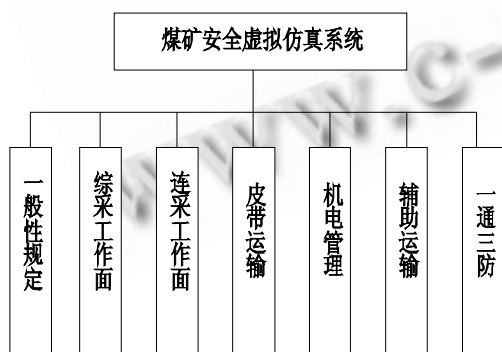 煤矿安全虚拟仿真系统
一般性规定
综采工作面
连采工作面
皮带运输
机电管理
辅助运输
一通三防
www.c-